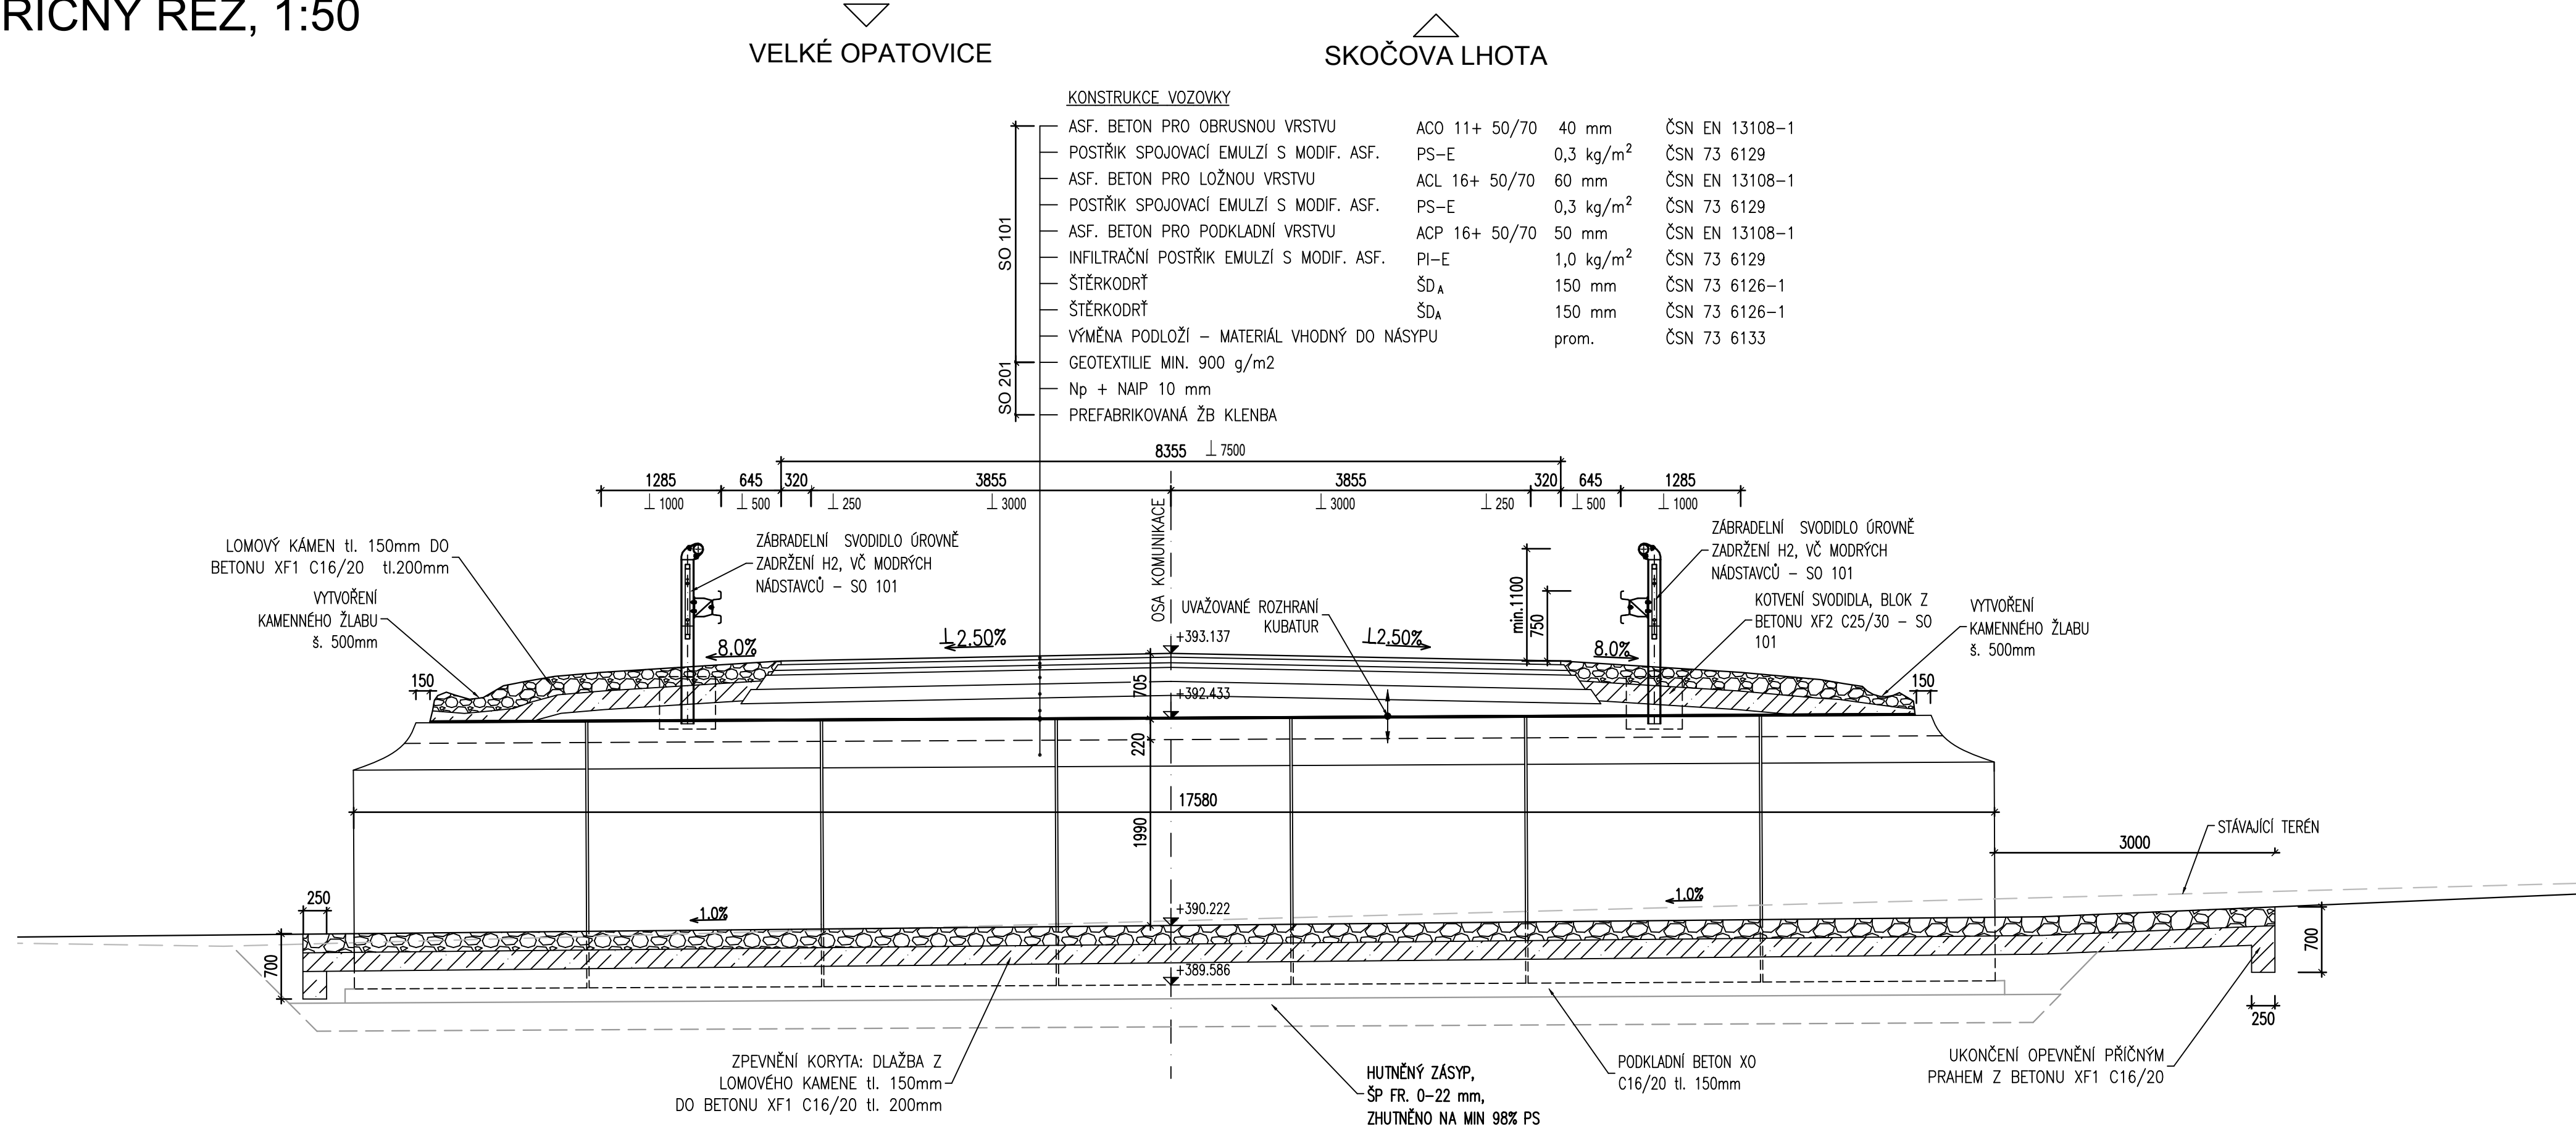 ŘÍČNÝ ŘEZ, 1:50
VELKÉ OPATOVICE
SKOČOVA LHOTA
KONSTRUKCE VOZOVKY
ASF. BETON PRO OBRUSNOU VRSTVU ACO 11+ 50/70 40 mm ČSN EN 13108-1
POSTŘIK SPOJOVACÍ EMULZÍ S MODIF. ASF. PS-E 0,3 kg/m² ČSN 73 6129
ASF. BETON PRO LOŽNOU VRSTVU ACL 16+ 50/70 60 mm ČSN EN 13108-1
POSTŘIK SPOJOVACÍ EMULZÍ S MODIF. ASF. PS-E 0,3 kg/m² ČSN 73 6129
ASF. BETON PRO PODKLADNÍ VRSTVU ACP 16+ 50/70 50 mm ČSN EN 13108-1
INFILTRAČNÍ POSTŘIK EMULZÍ S MODIF. ASF. PI-E 1,0 kg/m² ČSN 73 6129
ŠTĚRKODRŤ ŠDA 150 mm ČSN 73 6126-1
ŠTĚRKODRŤ ŠDA 150 mm ČSN 73 6126-1
VÝMĚNA PODLOŽÍ - MATERIÁL VHODNÝ DO NÁSYPU prom. ČSN 73 6133
GEOTEXTILIE MIN. 900 g/m2
Np + NAIP 10 mm
PREFABRIKOVANÁ ŽB KLENBA
SO 101
SO 201
8355 ⊥ 7500
1285 645 320 3855 3855 320 645 1285
⊥ 1000 ⊥ 500 ⊥ 250 ⊥ 3000 ⊥ 3000 ⊥ 250 ⊥ 500 ⊥ 1000
LOMOVÝ KÁMEN tl. 150mm DO
BETONU XF1 C16/20 tl.200mm
VYTVOŘENÍ
KAMENNÉHO ŽLABU
š. 500mm
ZÁBRADELNÍ SVODIDLO ÚROVNĚ
ZADRŽENÍ H2, VČ MODRÝCH
NÁDSTAVCŮ - SO 101
OSA KOMUNIKACE
UVAŽOVANÉ ROZHRANÍ
KUBATUR
min.1100
750
ZÁBRADELNÍ SVODIDLO ÚROVNĚ
ZADRŽENÍ H2, VČ MODRÝCH
NÁDSTAVCŮ - SO 101
KOTVENÍ SVODIDLA, BLOK Z
BETONU XF2 C25/30 - SO
101
VYTVOŘENÍ
KAMENNÉHO ŽLABU
š. 500mm
8.0% ⊥2.50% +393.137 ⊥2.50% 8.0%
150 705 +392.433 150
220
17580
1990
3000
STÁVAJÍCÍ TERÉN
250 1.0% +390.222 1.0%
700 +389.586 700
250
ZPEVNĚNÍ KORYTA: DLAŽBA Z
LOMOVÉHO KAMENE tl. 150mm
DO BETONU XF1 C16/20 tl. 200mm
HUTNĚNÝ ZÁSYP,
ŠP FR. 0-22 mm,
ZHUTNĚNO NA MIN 98% PS
PODKLADNÍ BETON XO
C16/20 tl. 150mm
UKONČENÍ OPEVNĚNÍ PŘÍČNÝM
PRAHEM Z BETONU XF1 C16/20